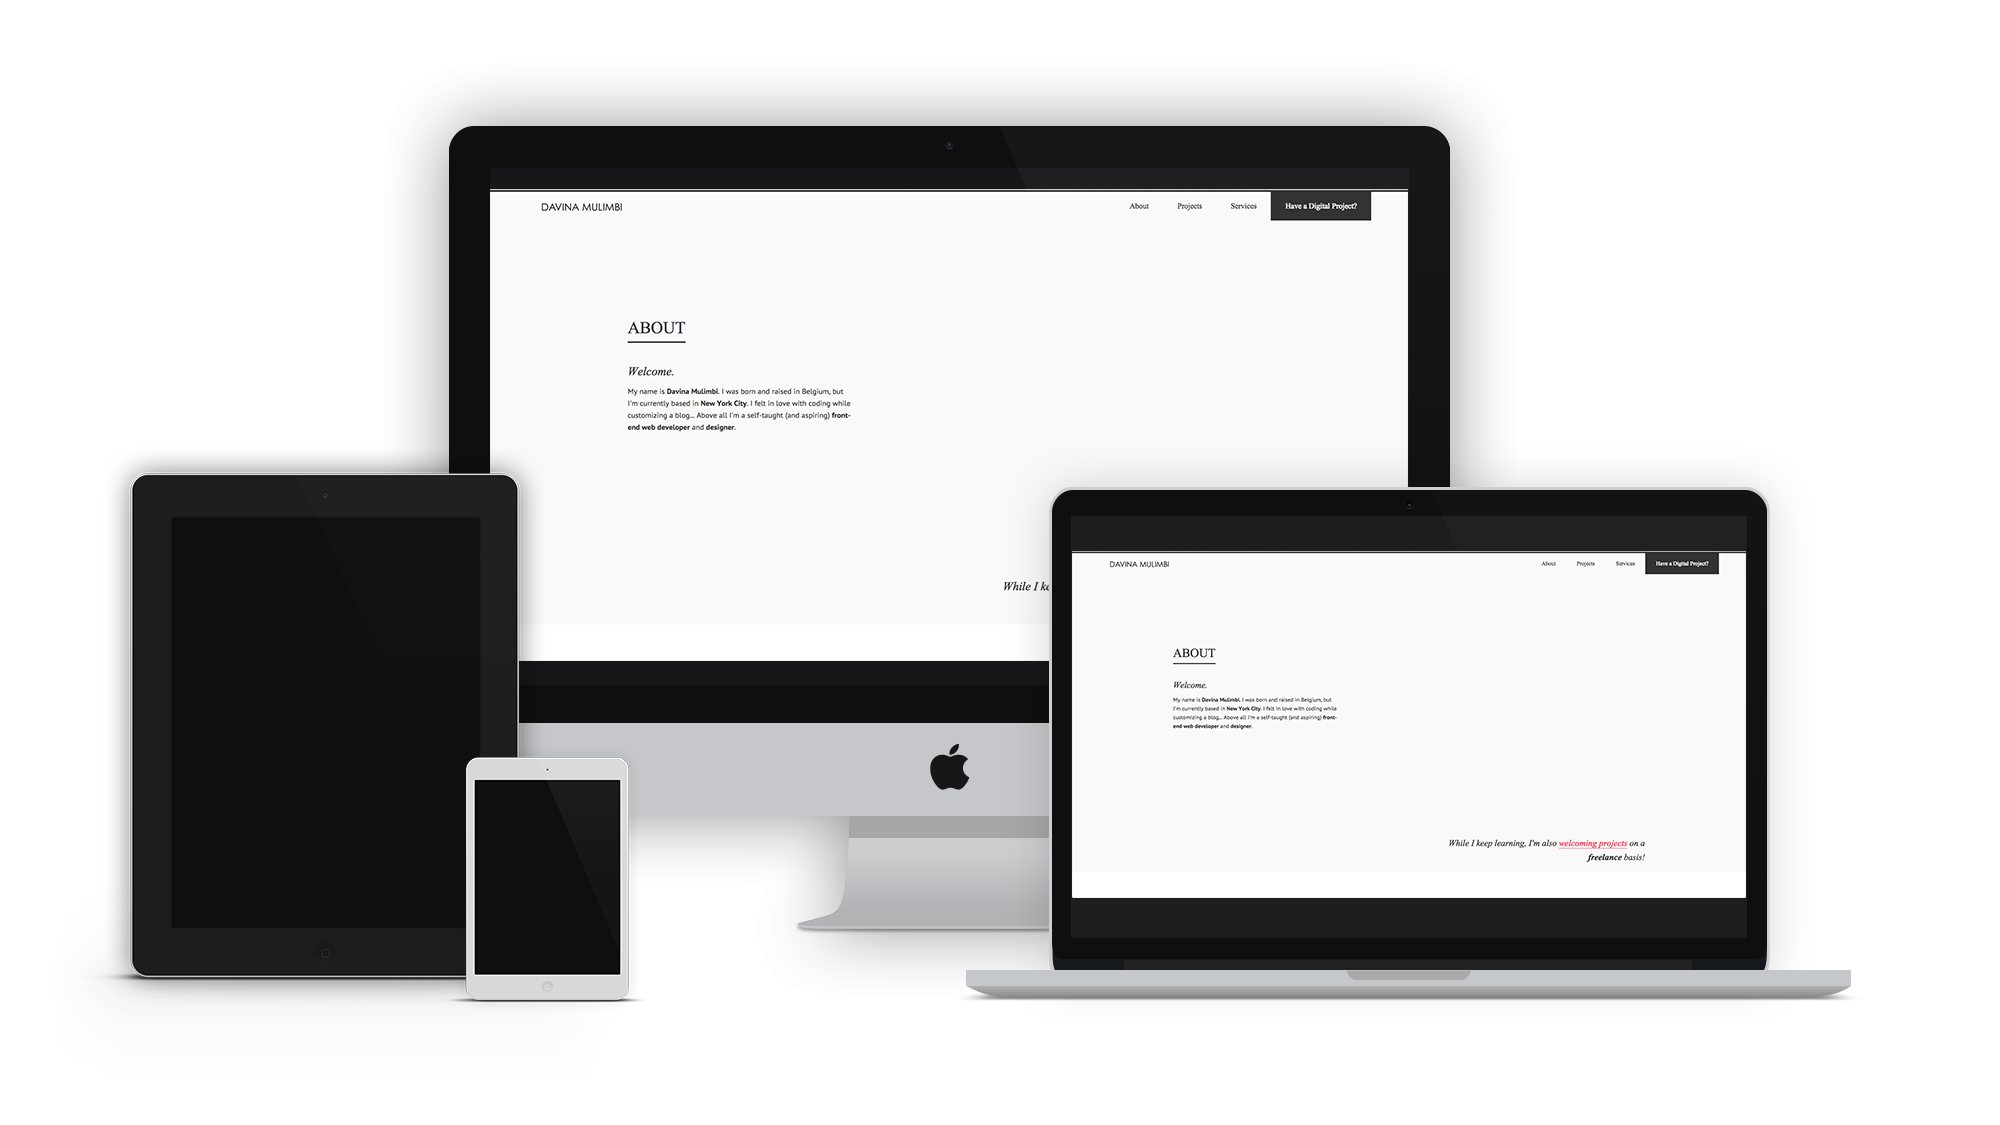 DAVINA MULIMBI
About Projects Services Have a Digital Project?
ABOUT
Welcome.
My name is Davina Mulimbi. I was born and raised in Belgium, but
I'm currently based in New York City. I felt in love with coding while
customizing a blog... Above all I'm a self-taught (and aspiring) front-
end web developer and designer.
While I ke
DAVINA MULIMBI
About Projects Services Have a Digital Project?
ABOUT
Welcome.
My name is Davina Mulimbi. I was born and raised in Belgium, but
I'm currently based in New York City. I felt in love with coding while
customizing a blog... Above all I'm a self-taught (and aspiring) front-
end web developer and designer.
While I keep learning, I'm also welcoming projects on a
freelance basis!